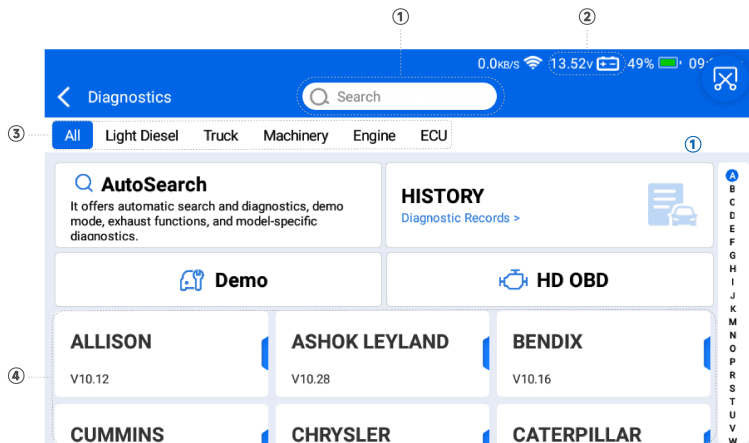 ① ②
0.0KB/S 13.52V 49% 09:
Diagnostics Search
③
All Light Diesel Truck Machinery Engine ECU
①
AutoSearch
It offers automatic search and diagnostics, demo
mode, exhaust functions, and model-specific
diagnostics.
HISTORY
Diagnostic Records >
Demo
HD OBD
ALLISON
V10.12
ASHOK LEYLAND
V10.28
BENDIX
V10.16
④
CUMMINS
CHRYSLER
CATERPILLAR
A
B
C
D
E
F
G
H
I
J
K
M
N
O
P
R
S
T
U
V
W